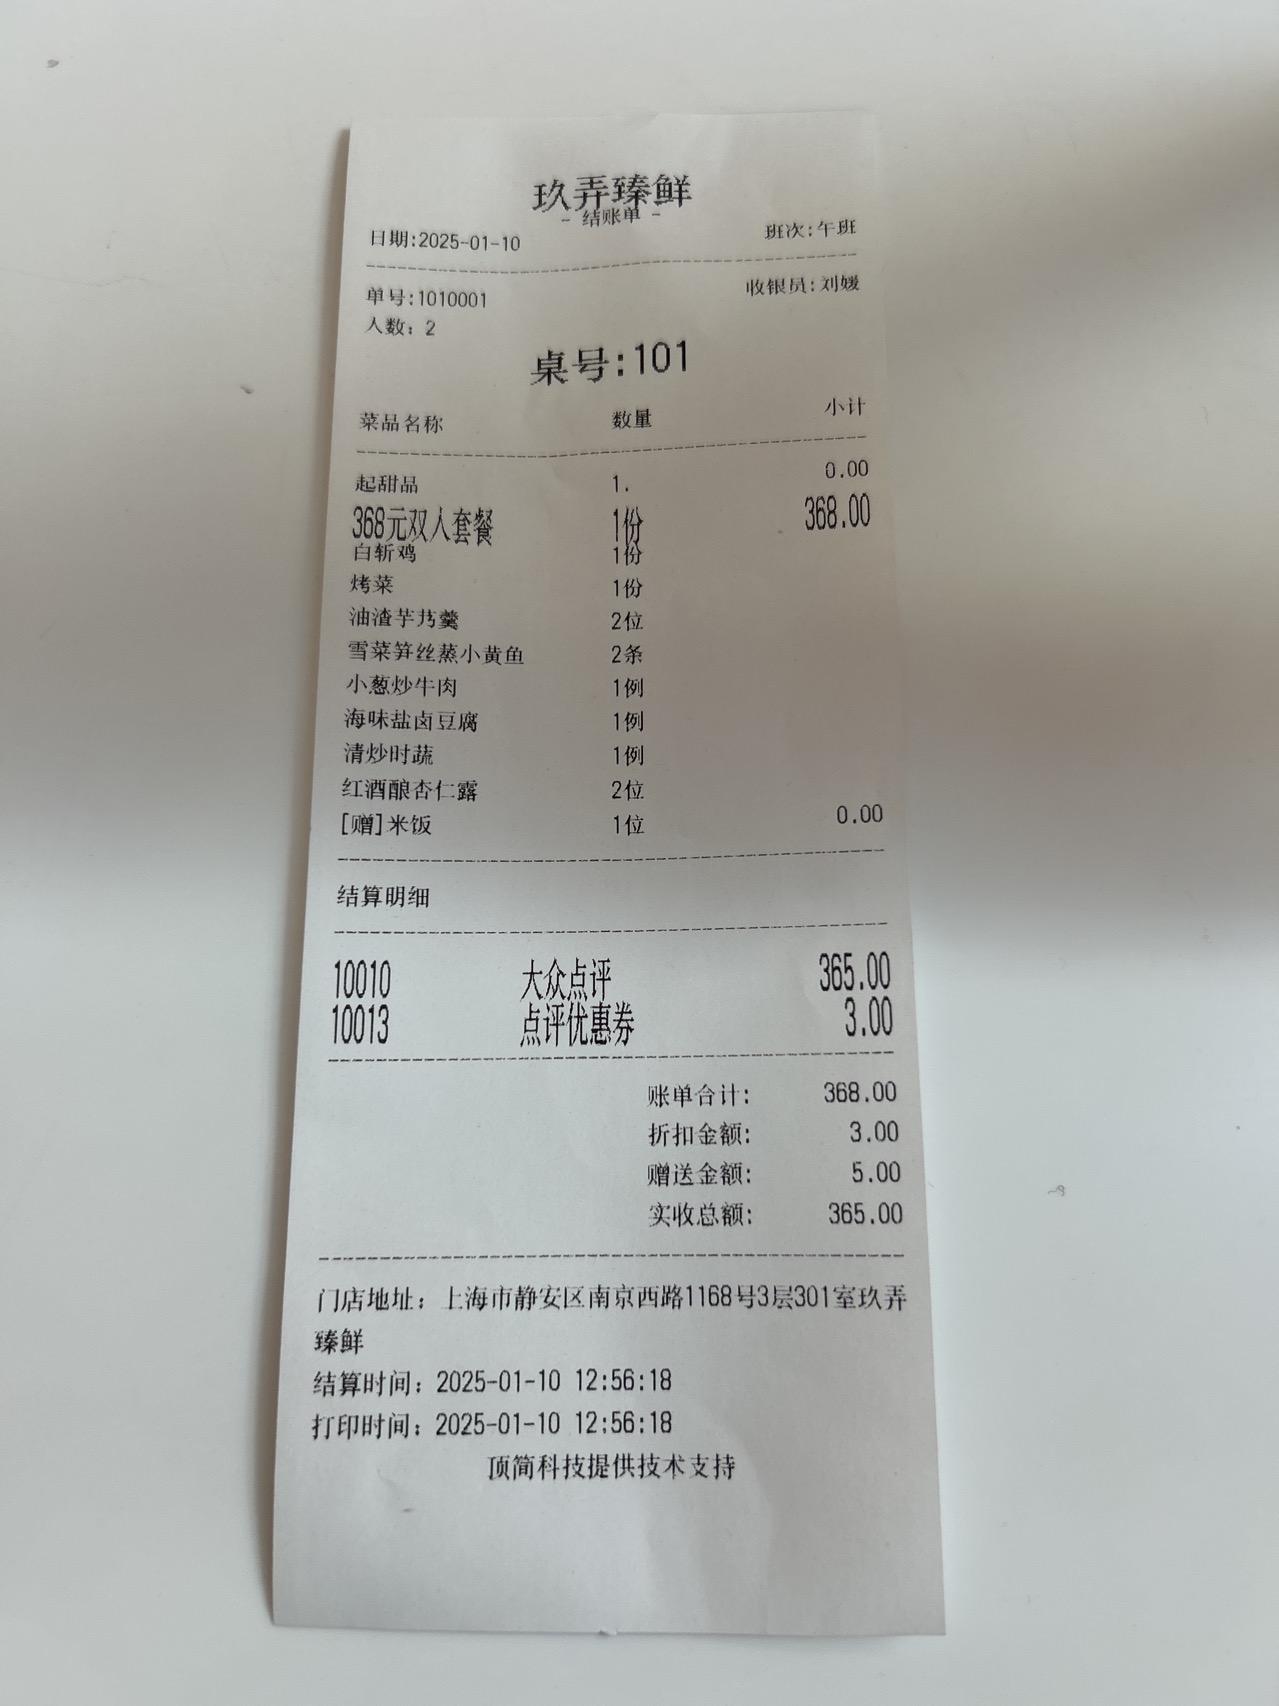 玖弄臻鲜
- 结账单 -
日期:2025-01-10 班次:午班
单号:1010001 收银员:刘媛
人数: 2
桌号:101
菜品名称 数量 小计
起甜品 1. 0.00
368元双人套餐 1份 368.00
白斩鸡 1份
烤菜 1份
油渣芋艿羹 2位
雪菜笋丝蒸小黄鱼 2条
小葱炒牛肉 1例
海味盐卤豆腐 1例
清炒时蔬 1例
红酒酿杏仁露 2位
[赠]米饭 1位 0.00
结算明细
10010 大众点评 365.00
10013 点评优惠券 3.00
账单合计: 368.00
折扣金额: 3.00
赠送金额: 5.00
实收总额: 365.00
门店地址: 上海市静安区南京西路1168号3层301室玖弄
臻鲜
结算时间: 2025-01-10 12:56:18
打印时间: 2025-01-10 12:56:18
顶简科技提供技术支持